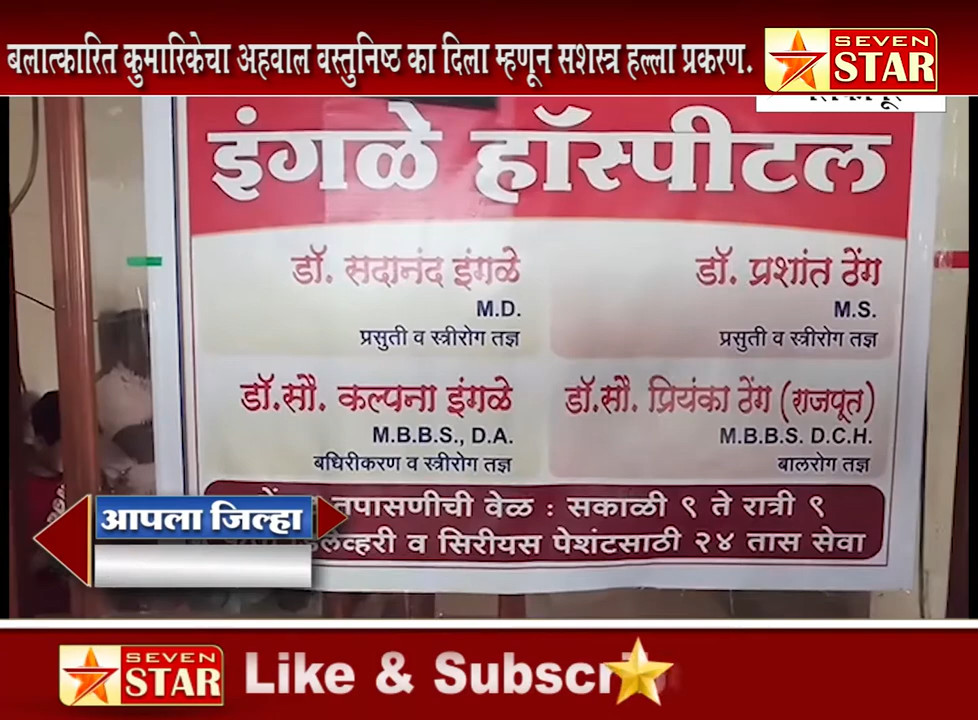 बलात्कारित कुमारिकेचा अहवाल वस्तुनिष्ठ का दिला म्हणून सशस्त्र हल्ला प्रकरण.
SEVEN
STAR
इंगळे हॉस्पीटल
डॉ. सदानंद इंगळे
M.D.
प्रसुती व स्त्रीरोग तज्ञ
डॉ. प्रशांत ठेंग
M.S.
प्रसुती व स्त्रीरोग तज्ञ
डॉ.सौ. कल्पना इंगळे
M.B.B.S., D.A.
बधिरीकरण व स्त्रीरोग तज्ञ
डॉ.सौ. प्रियंका ठेंग (राजपूत)
M.B.B.S. D.C.H.
बालरोग तज्ञ
तपासणीची वेळ : सकाळी ९ ते रात्री ९
व सिरीयस पेशंटसाठी २४ तास सेवा
आपला जिल्हा
SEVEN
STAR
Like & Subscr